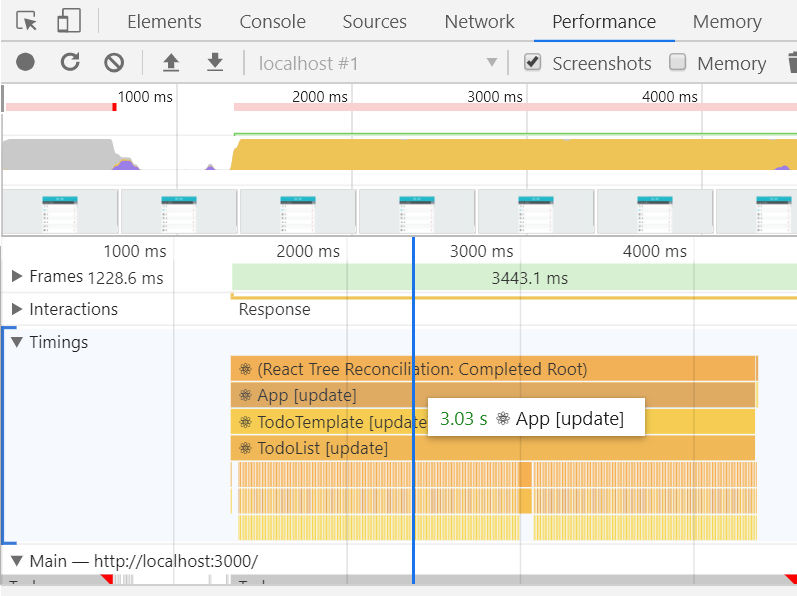 Elements Console Sources Network Performance Memory
localhost #1 Screenshots Memory
1000 ms 2000 ms 3000 ms 4000 ms
1000 ms 2000 ms 3000 ms 4000 ms
Frames 1228.6 ms 3443.1 ms
Interactions Response
Timings
(React Tree Reconciliation: Completed Root)
App [update]
TodoTemplate [update
3.03 s App [update]
TodoList [update]
Main — http://localhost:3000/